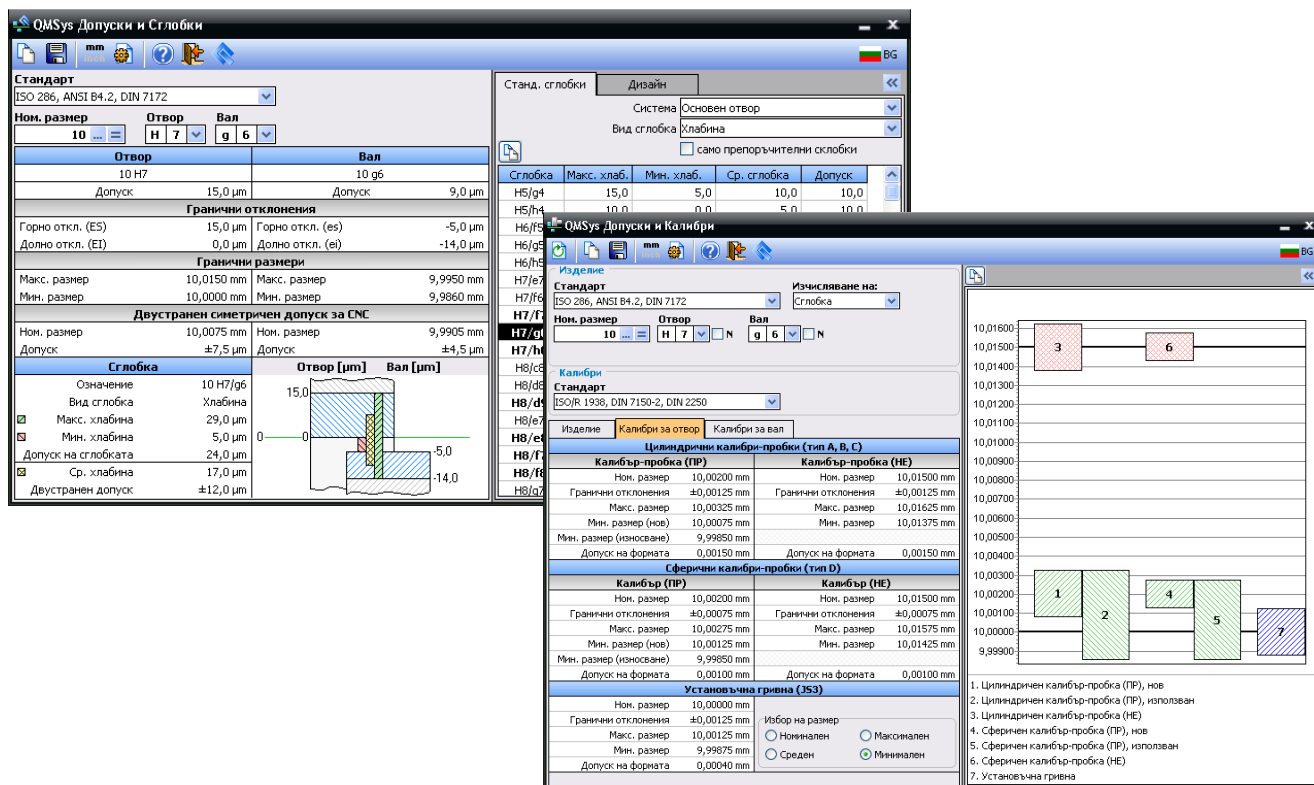 QMSys Допуски и Сглобки
mm
BG
Стандарт
ISO 286, ANSI B4.2, DIN 7172
Ном. размер Отвор Вал
10 ... = H 7 g 6
Отвор Вал
10 H7 10 g6
Допуск 15,0 µm Допуск 9,0 µm
Гранични отклонения
Горно откл. (ES) 15,0 µm Горно откл. (es) -5,0 µm
Долно откл. (EI) 0,0 µm Долно откл. (ei) -14,0 µm
Гранични размери
Макс. размер 10,0150 mm Макс. размер 9,9950 mm
Мин. размер 10,0000 mm Мин. размер 9,9860 mm
Двустранен симетричен допуск за CNC
Ном. размер 10,0075 mm Ном. размер 9,9905 mm
Допуск ±7,5 µm Допуск ±4,5 µm
Сглобка Отвор [µm] Вал [µm]
Означение 10 H7/g6
Вид сглобка Хлабина
Макс. хлабина 29,0 µm
Мин. хлабина 5,0 µm
Допуск на сглобката 24,0 µm
Ср. хлабина 17,0 µm
Двустранен допуск ±12,0 µm
15,0
0 0
-5,0
-14,0
Станд. сглобки Дизайн
Система Основен отвор
Вид сглобка Хлабина
само препоръчителни склобки
Сглобка Макс. хлаб. Мин. хлаб. Ср. сглобка Допуск
H5/g4 15,0 5,0 10,0 10,0
H5/h4 10,0 0,0 5,0 10,0
H6/f5
H6/g5
H6/h5
H7/e7
H7/f6
H7/f7
H7/g6
H7/h6
H8/c8
H8/d8
H8/d9
H8/e7
H8/e8
H8/f7
H8/f8
H8/g7
QMSys Допуски и Калибри
mm
BG
Изделие
Стандарт Изчисляване на:
ISO 286, ANSI B4.2, DIN 7172 Сглобка
Ном. размер Отвор Вал
10 ... = H 7 N g 6 N
Калибри
Стандарт
ISO/R 1938, DIN 7150-2, DIN 2250
Изделие Калибри за отвор Калибри за вал
Цилиндрични калибри-пробки (тип A, B, C)
Калибър-пробка (ПР) Калибър-пробка (НЕ)
Ном. размер 10,00200 mm Ном. размер 10,01500 mm
Гранични отклонения ±0,00125 mm Гранични отклонения ±0,00125 mm
Макс. размер 10,00325 mm Макс. размер 10,01625 mm
Мин. размер (нов) 10,00075 mm Мин. размер 10,01375 mm
Мин. размер (износване) 9,99850 mm
Допуск на формата 0,00150 mm Допуск на формата 0,00150 mm
Сферични калибри-пробки (тип D)
Калибър (ПР) Калибър (НЕ)
Ном. размер 10,00200 mm Ном. размер 10,01500 mm
Гранични отклонения ±0,00075 mm Гранични отклонения ±0,00075 mm
Макс. размер 10,00275 mm Макс. размер 10,01575 mm
Мин. размер (нов) 10,00125 mm Мин. размер 10,01425 mm
Мин. размер (износване) 9,99850 mm
Допуск на формата 0,00100 mm Допуск на формата 0,00100 mm
Установъчна гривна (JS3)
Ном. размер 10,00000 mm
Гранични отклонения ±0,00125 mm
Макс. размер 10,00125 mm
Мин. размер 9,99875 mm
Допуск на формата 0,00040 mm
Избор на размер
Номинален Максимален
Среден Минимален
10,01600
10,01500
10,01400
10,01300
10,01200
10,01100
10,01000
10,00900
10,00800
10,00700
10,00600
10,00500
10,00400
10,00300
10,00200
10,00100
10,00000
9,99900
3 6
1 4
2 5
7
1. Цилиндричен калибър-пробка (ПР), нов
2. Цилиндричен калибър-пробка (ПР), използван
3. Цилиндричен калибър-пробка (НЕ)
4. Сферичен калибър-пробка (ПР), нов
5. Сферичен калибър-пробка (ПР), използван
6. Сферичен калибър-пробка (НЕ)
7. Установъчна гривна